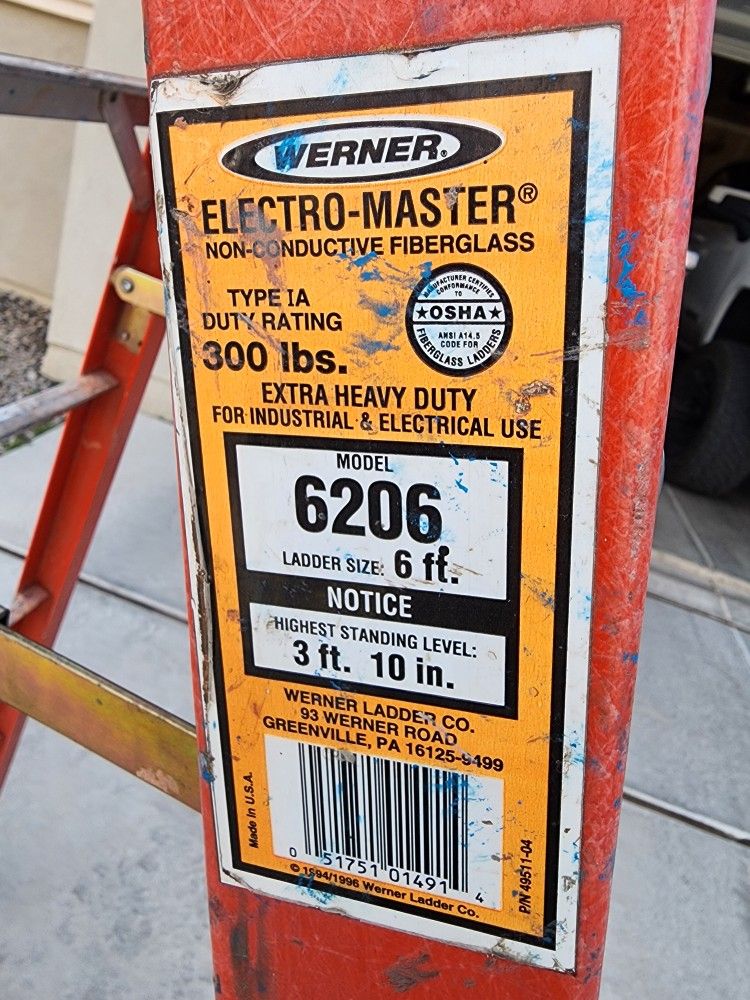 WERNER®
ELECTRO-MASTER®
NON-CONDUCTIVE FIBERGLASS
TYPE IA
DUTY RATING
300 lbs.
MANUFACTURER CERTIFIES
CONFORMANCE
TO
★OSHA★
ANSI A14.5
CODE FOR
FIBERGLASS LADDERS
EXTRA HEAVY DUTY
FOR INDUSTRIAL & ELECTRICAL USE
MODEL
6206
LADDER SIZE: 6 ft.
NOTICE
HIGHEST STANDING LEVEL:
3 ft. 10 in.
WERNER LADDER CO.
93 WERNER ROAD
GREENVILLE, PA 16125-9499
Made in U.S.A.
0 51751 01491 4
P/N 49511-04
© 1994/1996 Werner Ladder Co.